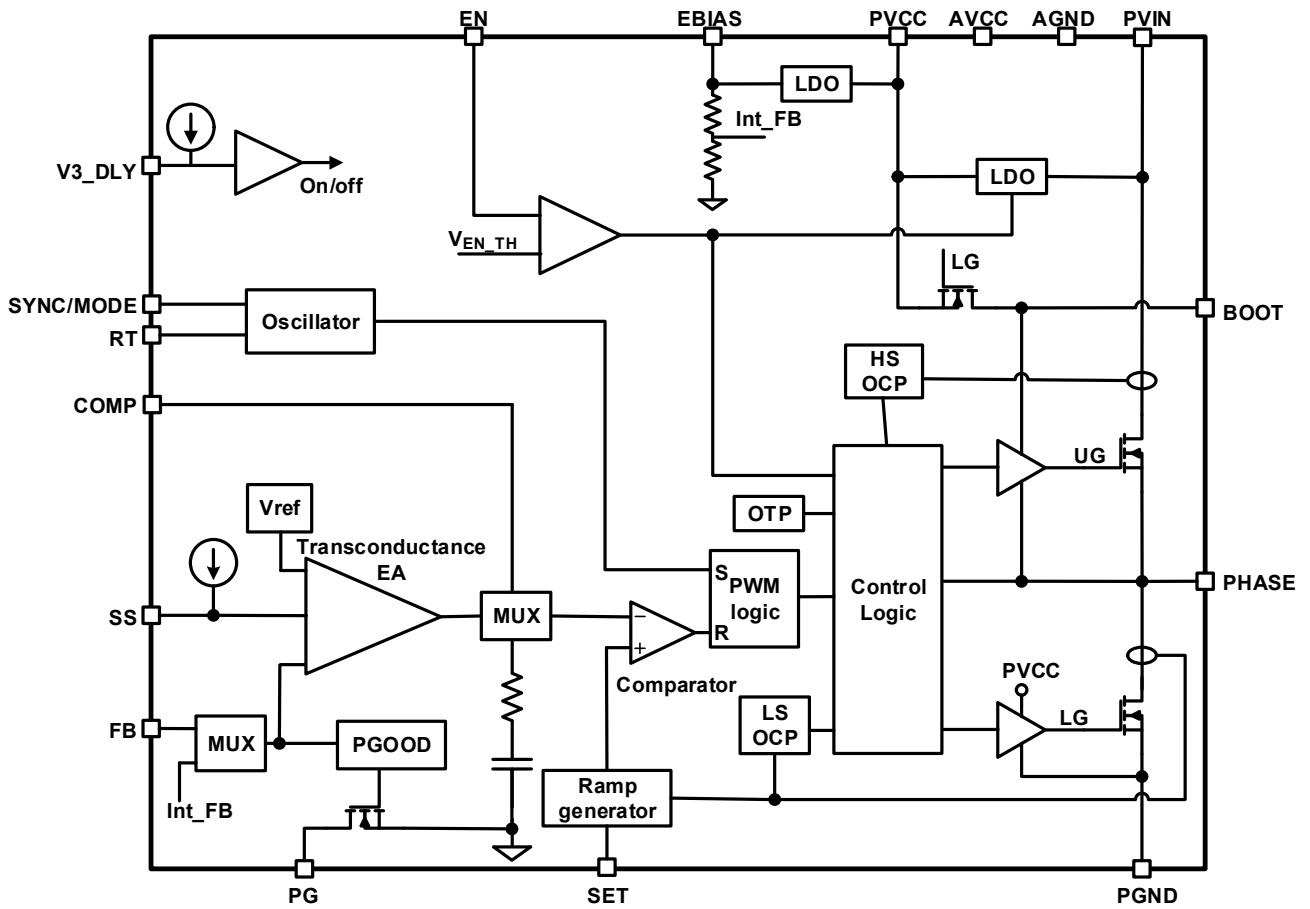 EN
EBIAS
PVCC
AVCC
AGND
PVIN
LDO
Int_FB
V3_DLY
On/off
LDO
VEN_TH
LG
SYNC/MODE
RT
Oscillator
BOOT
HS
OCP
COMP
UG
Vref
OTP
Transconductance
EA
S
PWM
logic
R
Control
Logic
PHASE
SS
MUX
−
+
Comparator
PVCC
FB
MUX
PGOOD
LS
OCP
LG
Int_FB
Ramp
generator
PG
SET
PGND